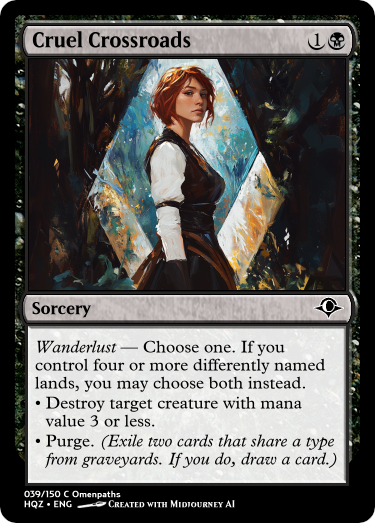 Cruel Crossroads 1
Sorcery
Wanderlust — Choose one. If you
control four or more differently named
lands, you may choose both instead.
• Destroy target creature with mana
value 3 or less.
• Purge. (Exile two cards that share a type
from graveyards. If you do, draw a card.)
039/150 C Omenpaths
HQZ • ENG Created with Midjourney AI